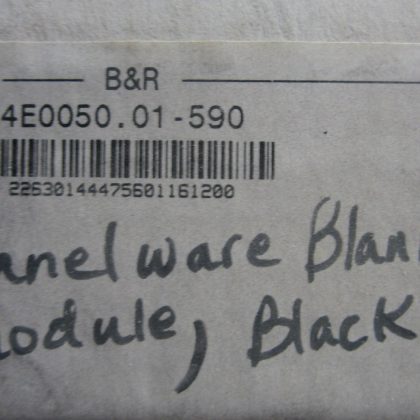 B&R
4E0050.01-590
22630144475601161200
anelware Blan
odule, Black